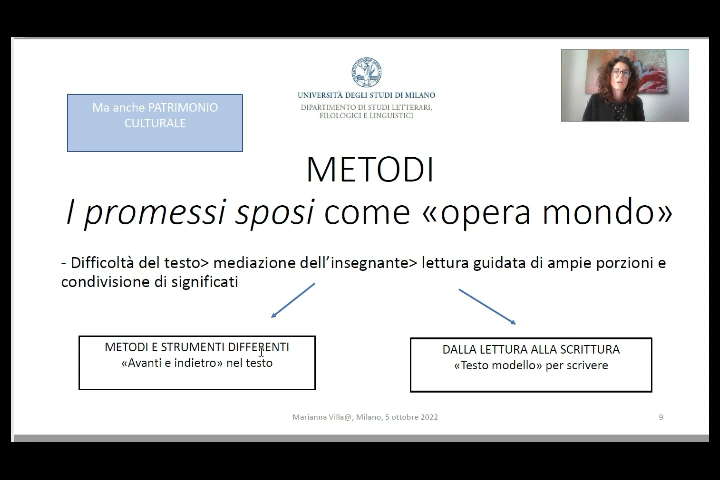 Ma anche PATRIMONIO
CULTURALE
UNIVERSITÀ DEGLI STUDI DI MILANO
DIPARTIMENTO DI STUDI LETTERARI,
FILOLOGICI E LINGUISTICI
METODI
I promessi sposi come «opera mondo»
- Difficoltà del testo> mediazione dell'insegnante> lettura guidata di ampie porzioni e
condivisione di significati
METODI E STRUMENTI DIFFERENTI
«Avanti e indietro» nel testo
DALLA LETTURA ALLA SCRITTURA
«Testo modello» per scrivere
Marianna Villa@, Milano, 5 ottobre 2022
9